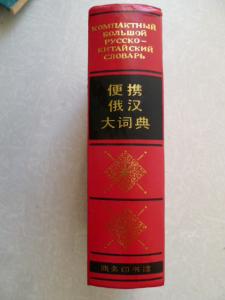 КОМПАКТНЫЙ
БОЛЬШОЙ
РУССКО-
КИТАЙСКИЙ
СЛОВАРЬ
便携
俄汉
大词典
商务印书馆